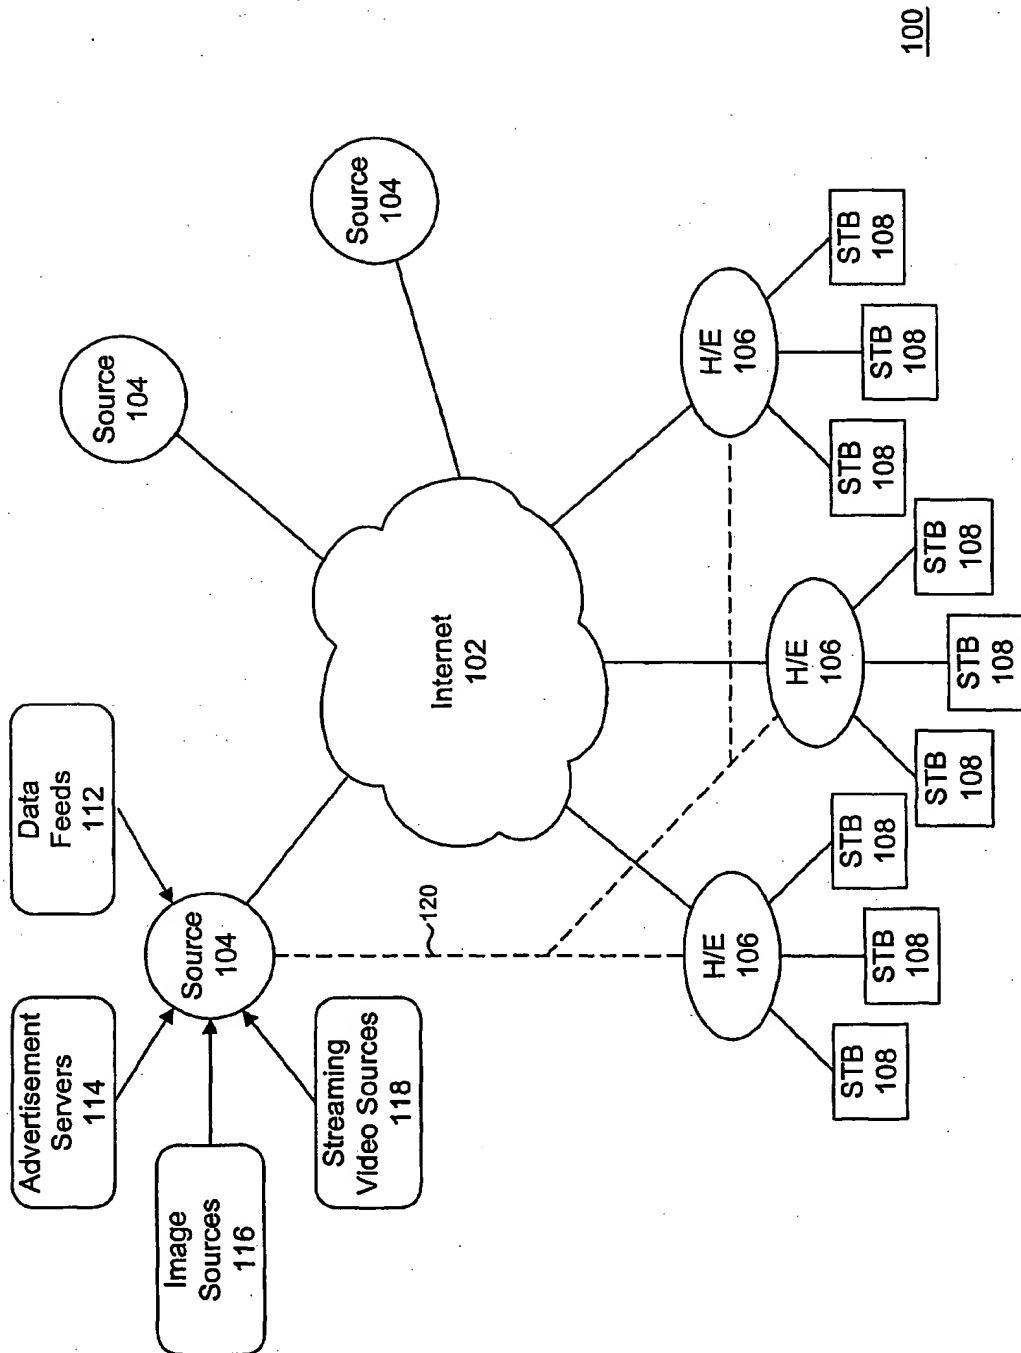 Advertisement
Servers
114
Data
Feeds
112
Image
Sources
116
Streaming
Video Sources
118
Source
104
Source
104
Source
104
120
Internet
102
H/E
106
H/E
106
H/E
106
STB
108
STB
108
STB
108
STB
108
STB
108
STB
108
STB
108
STB
108
STB
108
100